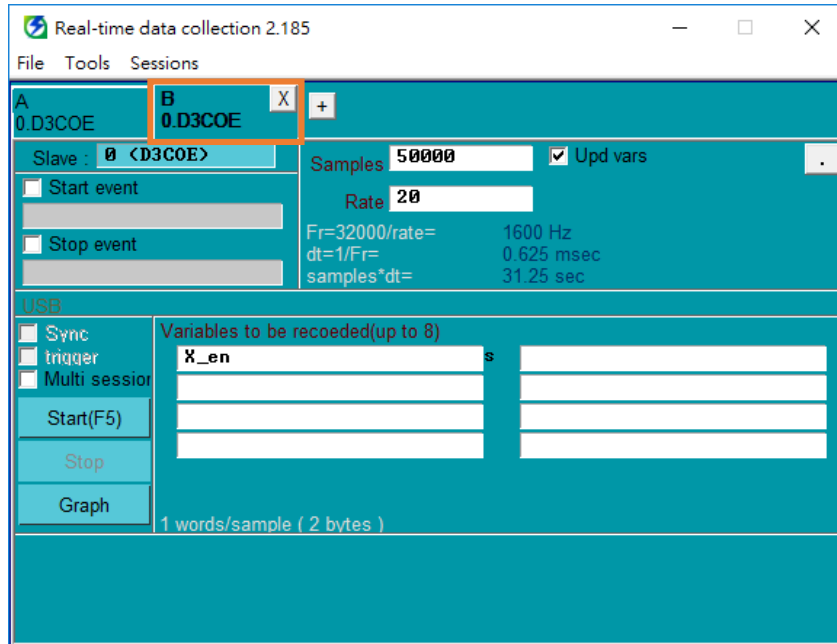 Real-time data collection 2.185
File Tools Sessions
A
0.D3COE
B
0.D3COE
X
+
Slave : 0 (D3COE)
Start event
Stop event
Samples 50000
Upd vars
.
Rate 20
Fr=32000/rate= 1600 Hz
dt=1/Fr= 0.625 msec
samples*dt= 31.25 sec
USB
Sync
trigger
Multi session
Variables to be recoeded(up to 8)
X_en s
Start(F5)
Stop
Graph
1 words/sample ( 2 bytes )